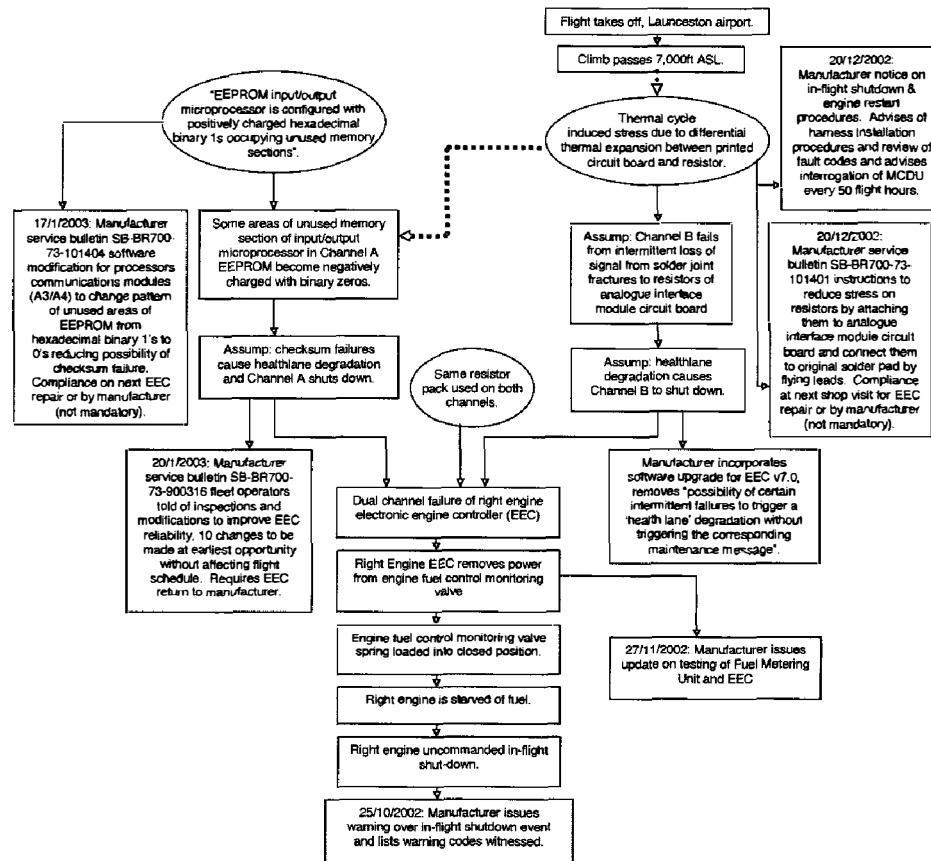 Flight takes off, Launceston airport.
Climb passes 7,000ft ASL.
20/12/2002:
Manufacturer notice on
in-flight shutdown &
engine restart
procedures. Advises of
harness installation
procedures and review of
fault codes and advises
interrogation of MCDU
every 50 flight hours.
"EEPROM input/output
microprocessor is configured with
positively charged hexadecimal
binary 1s occupying unused memory
sections".
Thermal cycle
induced stress due to differential
thermal expansion between printed
circuit board and resistor.
17/1/2003: Manufacturer
service bulletin SB-BR700-
73-101404 software
modification for processors
communications modules
(A3/A4) to change pattern
of unused areas of
EEPROM from
hexadecimal binary 1's to
0's reducing possibility of
checksum failure.
Compliance on next EEC
repair or by manufacturer
(not mandatory).
Some areas of unused memory
section of input/output
microprocessor in Channel A
EEPROM become negatively
charged with binary zeros.
Assump: Channel B fails
from intermittent loss of
signal from solder joint
fractures to resistors of
analogue interface
module circuit board
20/12/2002: Manufacturer service
bulletin SB-BR700-73-
101401 instructions to
reduce stress on
resistors by attaching
them to analogue
interface module circuit
board and connect them
to original solder pad by
flying leads. Compliance
at next shop visit for EEC
repair or by manufacturer
(not mandatory).
Assump: checksum failures
cause healthlane degradation
and Channel A shuts down.
Same resistor
pack used on both
channels.
Assump: healthlane
degradation causes
Channel B to shut down.
20/1/2003: Manufacturer
service bulletin SB-BR700-
73-900316 fleet operators
told of inspections and
modifications to improve EEC
reliability, 10 changes to be
made at earliest opportunity
without affecting flight
schedule. Requires EEC
return to manufacturer.
Dual channel failure of right engine
electronic engine controller (EEC)
Manufacturer incorporates
software upgrade for EEC v7.0,
removes "possibility of certain
intermittent failures to trigger a
'health lane' degradation without
triggering the corresponding
maintenance message".
Right Engine EEC removes power
from engine fuel control monitoring
valve
Engine fuel control monitoring valve
spring loaded into closed position.
27/11/2002: Manufacturer issues
update on testing of Fuel Metering
Unit and EEC
Right engine is starved of fuel.
Right engine uncommanded in-flight
shut-down.
25/10/2002: Manufacturer issues
warning over in-flight shutdown event
and lists warning codes witnessed.